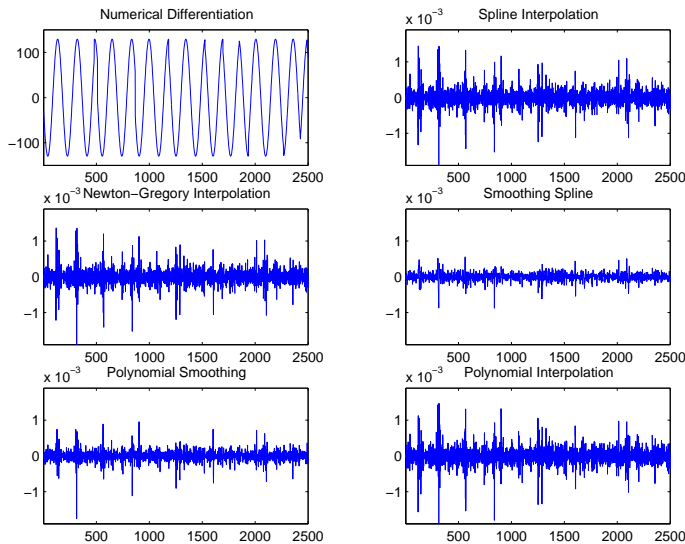 Numerical Differentiation
100
0
−100
500 1000 1500 2000 2500
Spline Interpolation
x 10⁻³
1
0
−1
500 1000 1500 2000 2500
Newton−Gregory Interpolation
x 10⁻³
1
0
−1
500 1000 1500 2000 2500
Smoothing Spline
x 10⁻³
1
0
−1
500 1000 1500 2000 2500
Polynomial Smoothing
x 10⁻³
1
0
−1
500 1000 1500 2000 2500
Polynomial Interpolation
x 10⁻³
1
0
−1
500 1000 1500 2000 2500